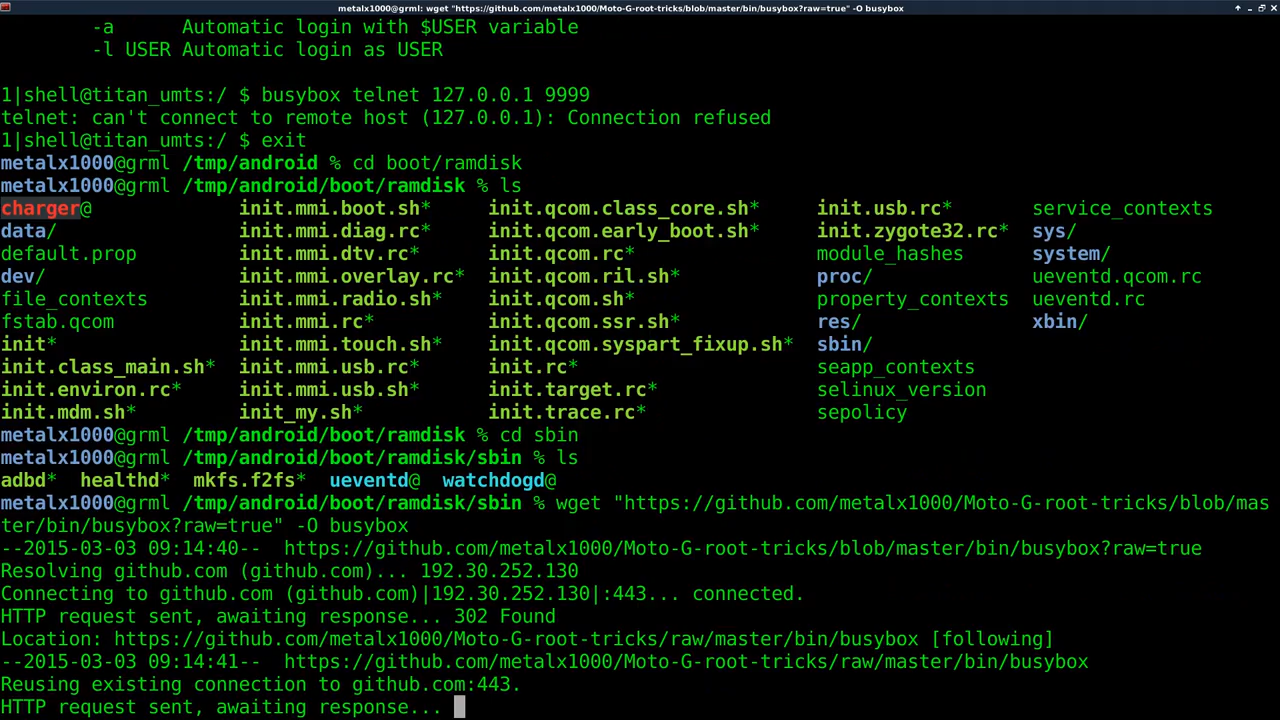 metalx1000@grml: wget "https://github.com/metalx1000/Moto-G-root-tricks/blob/master/bin/busybox?raw=true" -O busybox
-a      Automatic login with $USER variable
-l USER Automatic login as USER
1|shell@titan_umts:/ $ busybox telnet 127.0.0.1 9999
telnet: can't connect to remote host (127.0.0.1): Connection refused
1|shell@titan_umts:/ $ exit
metalx1000@grml /tmp/android % cd boot/ramdisk
metalx1000@grml /tmp/android/boot/ramdisk % ls
charger@ init.mmi.boot.sh* init.qcom.class_core.sh* init.usb.rc* service_contexts
data/ init.mmi.diag.rc* init.qcom.early_boot.sh* init.zygote32.rc* sys/
default.prop init.mmi.dtv.rc* init.qcom.rc* module_hashes system/
dev/ init.mmi.overlay.rc* init.qcom.ril.sh* proc/ ueventd.qcom.rc
file_contexts init.mmi.radio.sh* init.qcom.sh* property_contexts ueventd.rc
fstab.qcom init.mmi.rc* init.qcom.ssr.sh* res/ xbin/
init* init.mmi.touch.sh* init.qcom.syspart_fixup.sh* sbin/
init.class_main.sh* init.mmi.usb.rc* init.rc* seapp_contexts
init.environ.rc* init.mmi.usb.sh* init.target.rc* selinux_version
init.mdm.sh* init_my.sh* init.trace.rc* sepolicy
metalx1000@grml /tmp/android/boot/ramdisk % cd sbin
metalx1000@grml /tmp/android/boot/ramdisk/sbin % ls
adbd* healthd* mkfs.f2fs* ueventd@ watchdogd@
metalx1000@grml /tmp/android/boot/ramdisk/sbin % wget "https://github.com/metalx1000/Moto-G-root-tricks/blob/mas
ter/bin/busybox?raw=true" -O busybox
--2015-03-03 09:14:40-- https://github.com/metalx1000/Moto-G-root-tricks/blob/master/bin/busybox?raw=true
Resolving github.com (github.com)... 192.30.252.130
Connecting to github.com (github.com)|192.30.252.130|:443... connected.
HTTP request sent, awaiting response... 302 Found
Location: https://github.com/metalx1000/Moto-G-root-tricks/raw/master/bin/busybox [following]
--2015-03-03 09:14:41-- https://github.com/metalx1000/Moto-G-root-tricks/raw/master/bin/busybox
Reusing existing connection to github.com:443.
HTTP request sent, awaiting response...